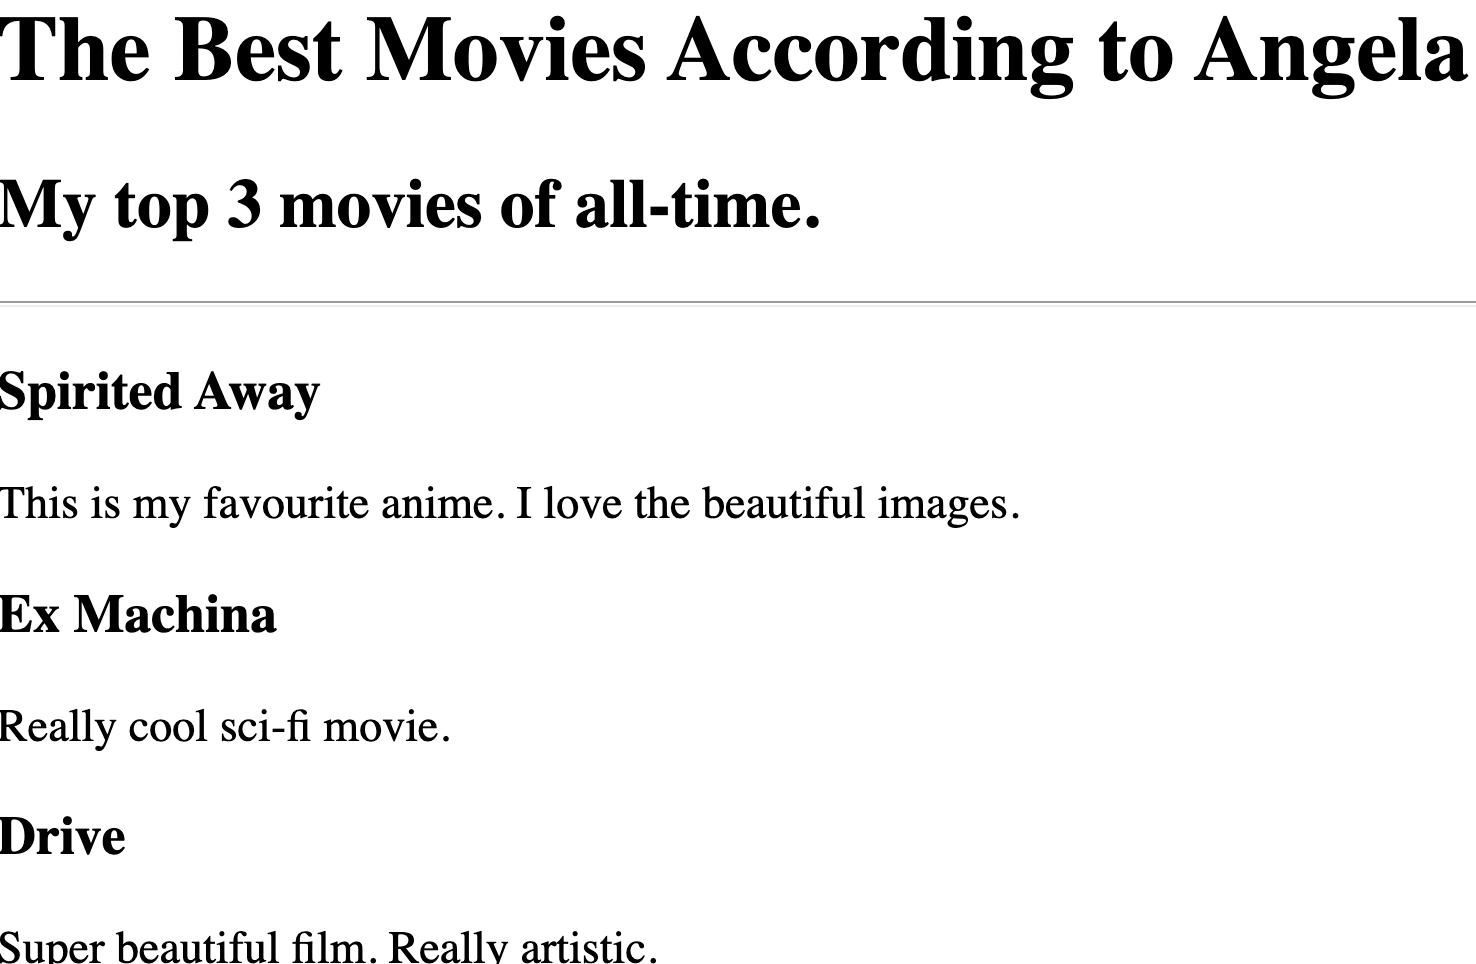 The Best Movies According to Angela
My top 3 movies of all-time.
Spirited Away
This is my favourite anime. I love the beautiful images.
Ex Machina
Really cool sci-fi movie.
Drive
Super beautiful film. Really artistic.